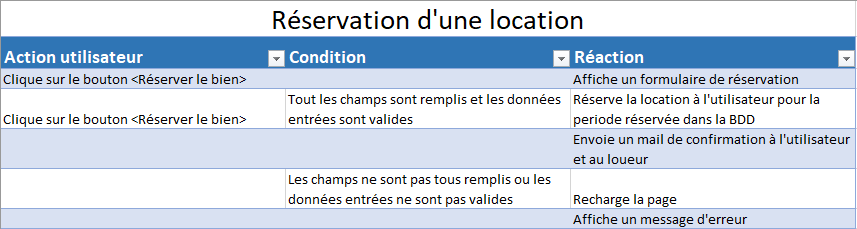 Réservation d'une location
Action utilisateur Condition Réaction
Clique sur le bouton <Réserver le bien> Affiche un formulaire de réservation
Tout les champs sont remplis et les données Réserve la location à l'utilisateur pour la
Clique sur le bouton <Réserver le bien> entrées sont valides periode réservée dans la BDD
Envoie un mail de confirmation à l'utilisateur
et au loueur
Les champs ne sont pas tous remplis ou les
données entrées ne sont pas valides Recharge la page
Affiche un message d'erreur